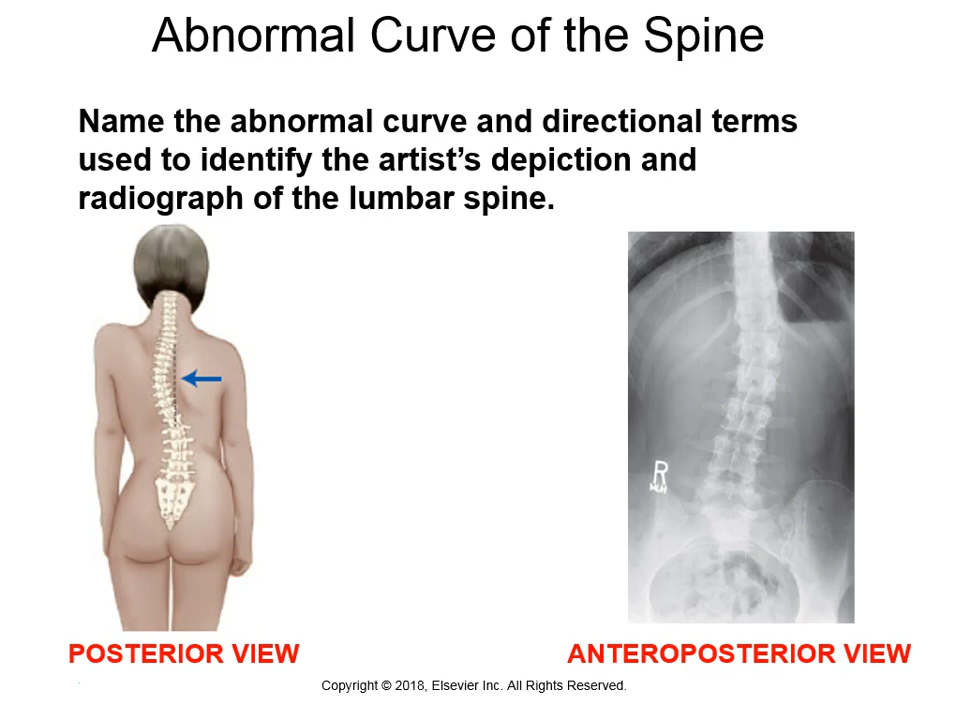 Abnormal Curve of the Spine
Name the abnormal curve and directional terms
used to identify the artist’s depiction and
radiograph of the lumbar spine.
R
MLH
POSTERIOR VIEW
ANTEROPOSTERIOR VIEW
Copyright © 2018, Elsevier Inc. All Rights Reserved.